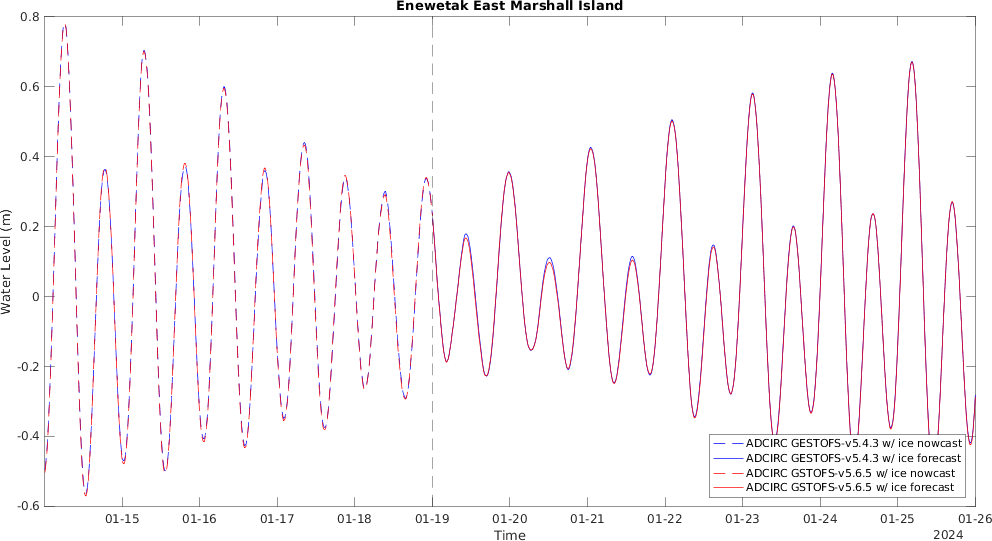 Enewetak East Marshall Island
0.8
0.6
0.4
0.2
0
-0.2
-0.4
-0.6
Water Level (m)
ADCIRC GESTOFS-v5.4.3 w/ ice nowcast
ADCIRC GESTOFS-v5.4.3 w/ ice forecast
ADCIRC GSTOFS-v5.6.5 w/ ice nowcast
ADCIRC GSTOFS-v5.6.5 w/ ice forecast
01-15 01-16 01-17 01-18 01-19 01-20 01-21 01-22 01-23 01-24 01-25 01-26
Time
2024